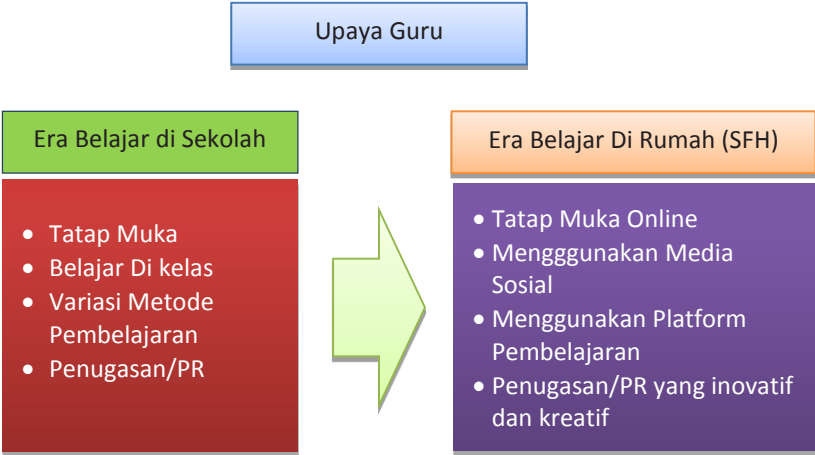 Upaya Guru
Era Belajar di Sekolah
• Tatap Muka
• Belajar Di kelas
• Variasi Metode
Pembelajaran
• Penugasan/PR
Era Belajar Di Rumah (SFH)
• Tatap Muka Online
• Mengggunakan Media
Sosial
• Menggunakan Platform
Pembelajaran
• Penugasan/PR yang inovatif
dan kreatif